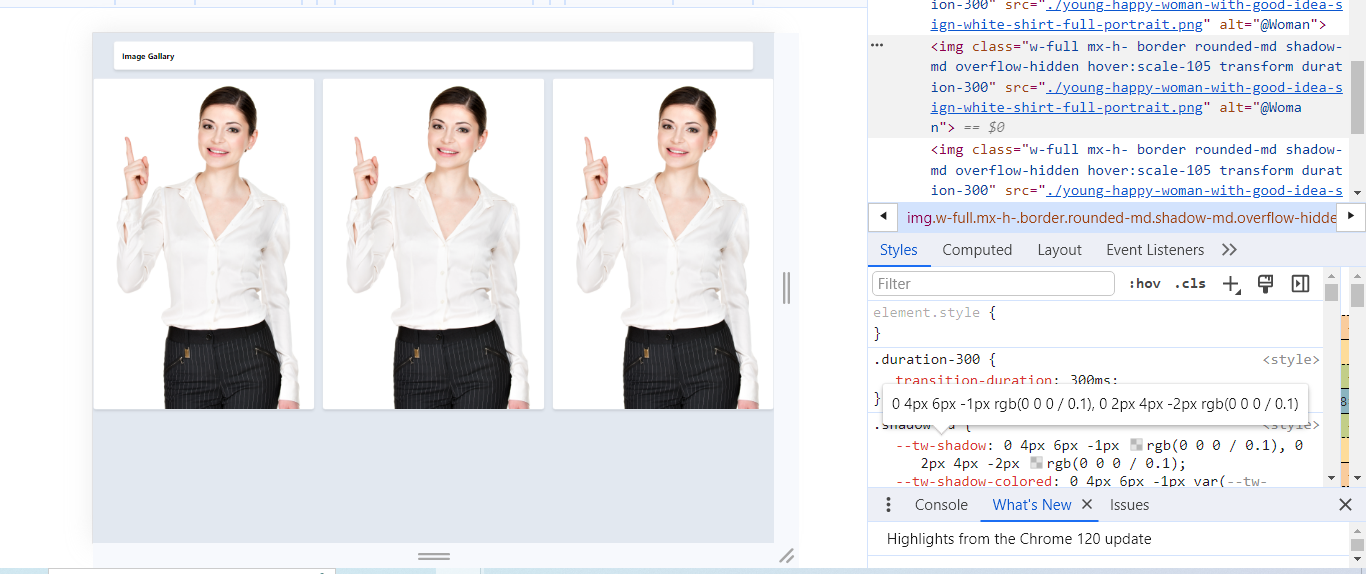 Image Gallary
ion-300" src="./young-happy-woman-with-good-idea-s
ign-white-shirt-full-portrait.png" alt="@Woman">
<img class="w-full mx-h- border rounded-md shadow-
md overflow-hidden hover:scale-105 transform durat
ion-300" src="./young-happy-woman-with-good-idea-s
ign-white-shirt-full-portrait.png" alt="@Woma
n"> == $0
<img class="w-full mx-h- border rounded-md shadow-
md overflow-hidden hover:scale-105 transform durat
ion-300" src="./young-happy-woman-with-good-idea-s
img.w-full.mx-h-.border.rounded-md.shadow-md.overflow-hidde
Styles Computed Layout Event Listeners
Filter :hov .cls
element.style {
}
.duration-300 { <style>
transition-duration: 300ms;
}
0 4px 6px -1px rgb(0 0 0 / 0.1), 0 2px 4px -2px rgb(0 0 0 / 0.1)
{ <style>
--tw-shadow: 0 4px 6px -1px rgb(0 0 0 / 0.1), 0
2px 4px -2px rgb(0 0 0 / 0.1);
--tw-shadow-colored: 0 4px 6px -1px var(--tw-
8
Console What's New Issues
Highlights from the Chrome 120 update